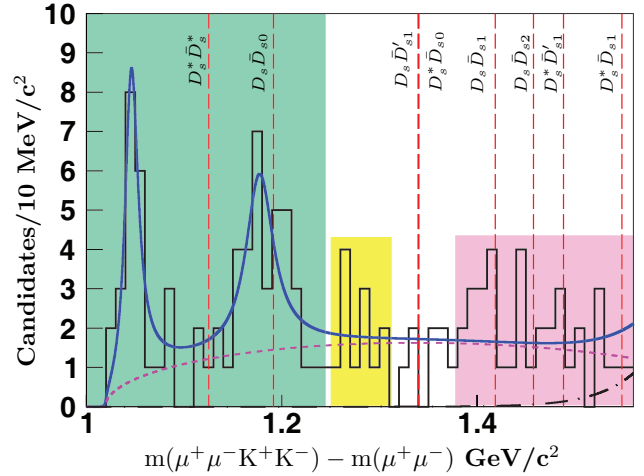 Candidates/10 MeV/c²
10
9
8
7
6
5
4
3
2
1
0
D*ₛD̄*ₛ
DₛD̄ₛ₀
DₛD̄′ₛ₁
D*ₛD̄ₛ₀
DₛD̄ₛ₁
DₛD̄ₛ₂
D*ₛD̄′ₛ₁
D*ₛD̄ₛ₁
1 1.2 1.4
m(μ⁺μ⁻K⁺K⁻) − m(μ⁺μ⁻) GeV/c²